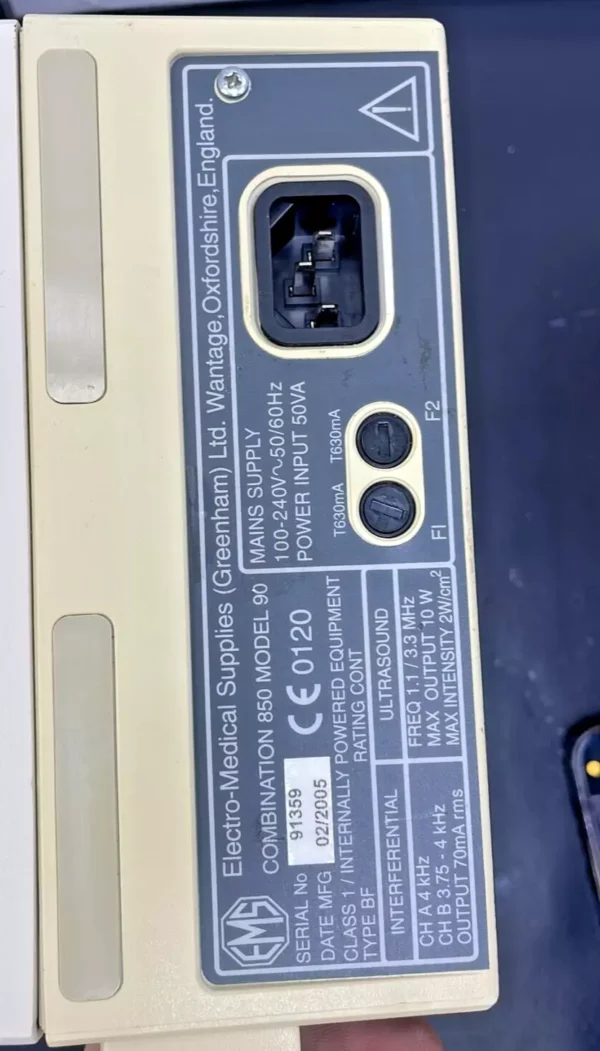 Electro-Medical Supplies (Greenham) Ltd. Wantage, Oxfordshire, England.
EMS
COMBINATION 850 MODEL 90
SERIAL No 91359
DATE MFG 02/2005
CE 0120
CLASS 1 / INTERNALLY POWERED EQUIPMENT
TYPE BF
RATING CONT
INTERFERENTIAL
CH A 4 kHz
CH B 3.75 - 4 kHz
OUTPUT 70mA rms
ULTRASOUND
FREQ 1.1 / 3.3 MHz
MAX OUTPUT 10 W
MAX INTENSITY 2W/cm²
MAINS SUPPLY
100-240V~50/60Hz
POWER INPUT 50VA
T630mA T630mA
F1 F2